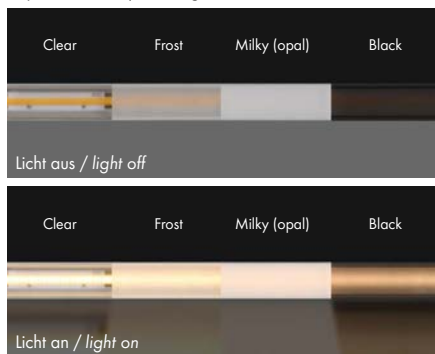 Clear Frost Milky (opal) Black
Licht aus / light off
Clear Frost Milky (opal) Black
Licht an / light on